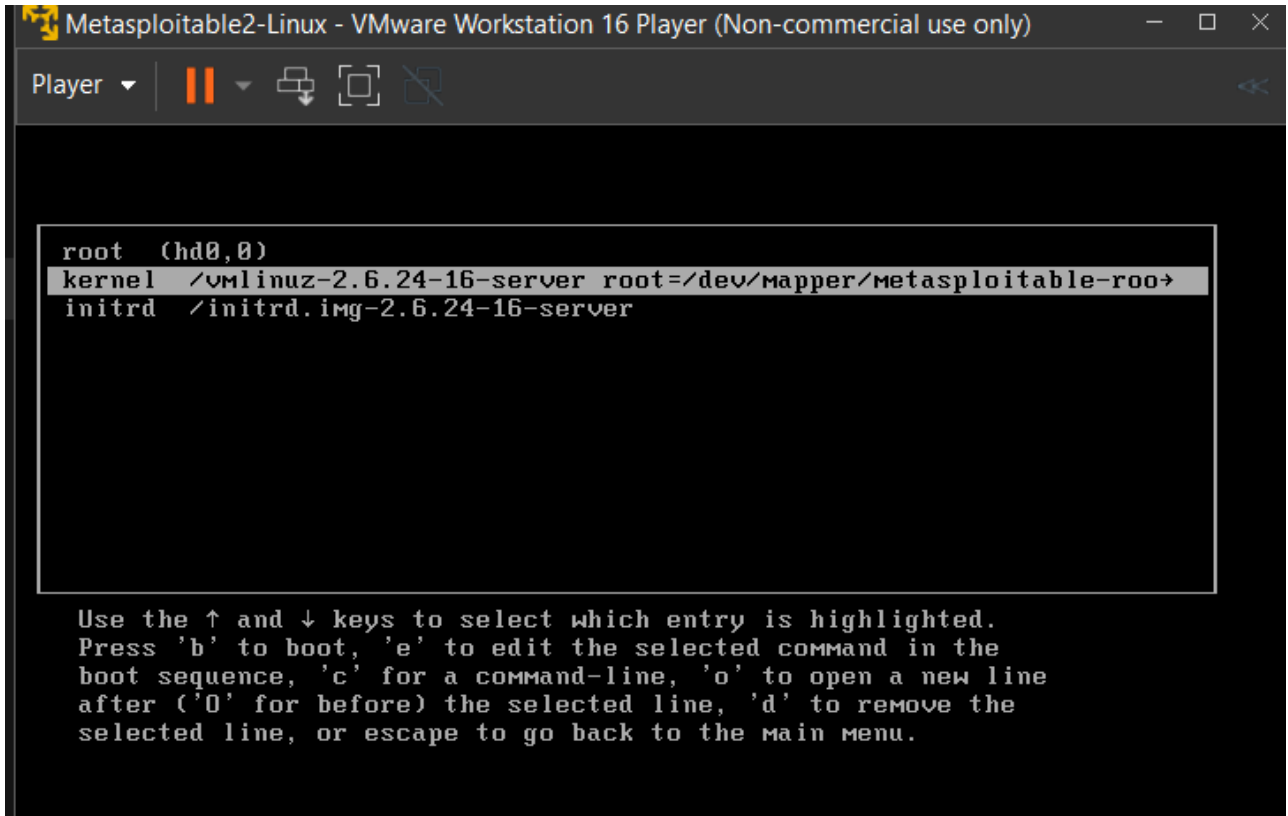 Metasploitable2-Linux - VMware Workstation 16 Player (Non-commercial use only)
Player
root (hd0,0)
kernel /vmlinuz-2.6.24-16-server root=/dev/mapper/metasploitable-roo→
initrd /initrd.img-2.6.24-16-server
Use the ↑ and ↓ keys to select which entry is highlighted.
Press 'b' to boot, 'e' to edit the selected command in the
boot sequence, 'c' for a command-line, 'o' to open a new line
after ('O' for before) the selected line, 'd' to remove the
selected line, or escape to go back to the main menu.